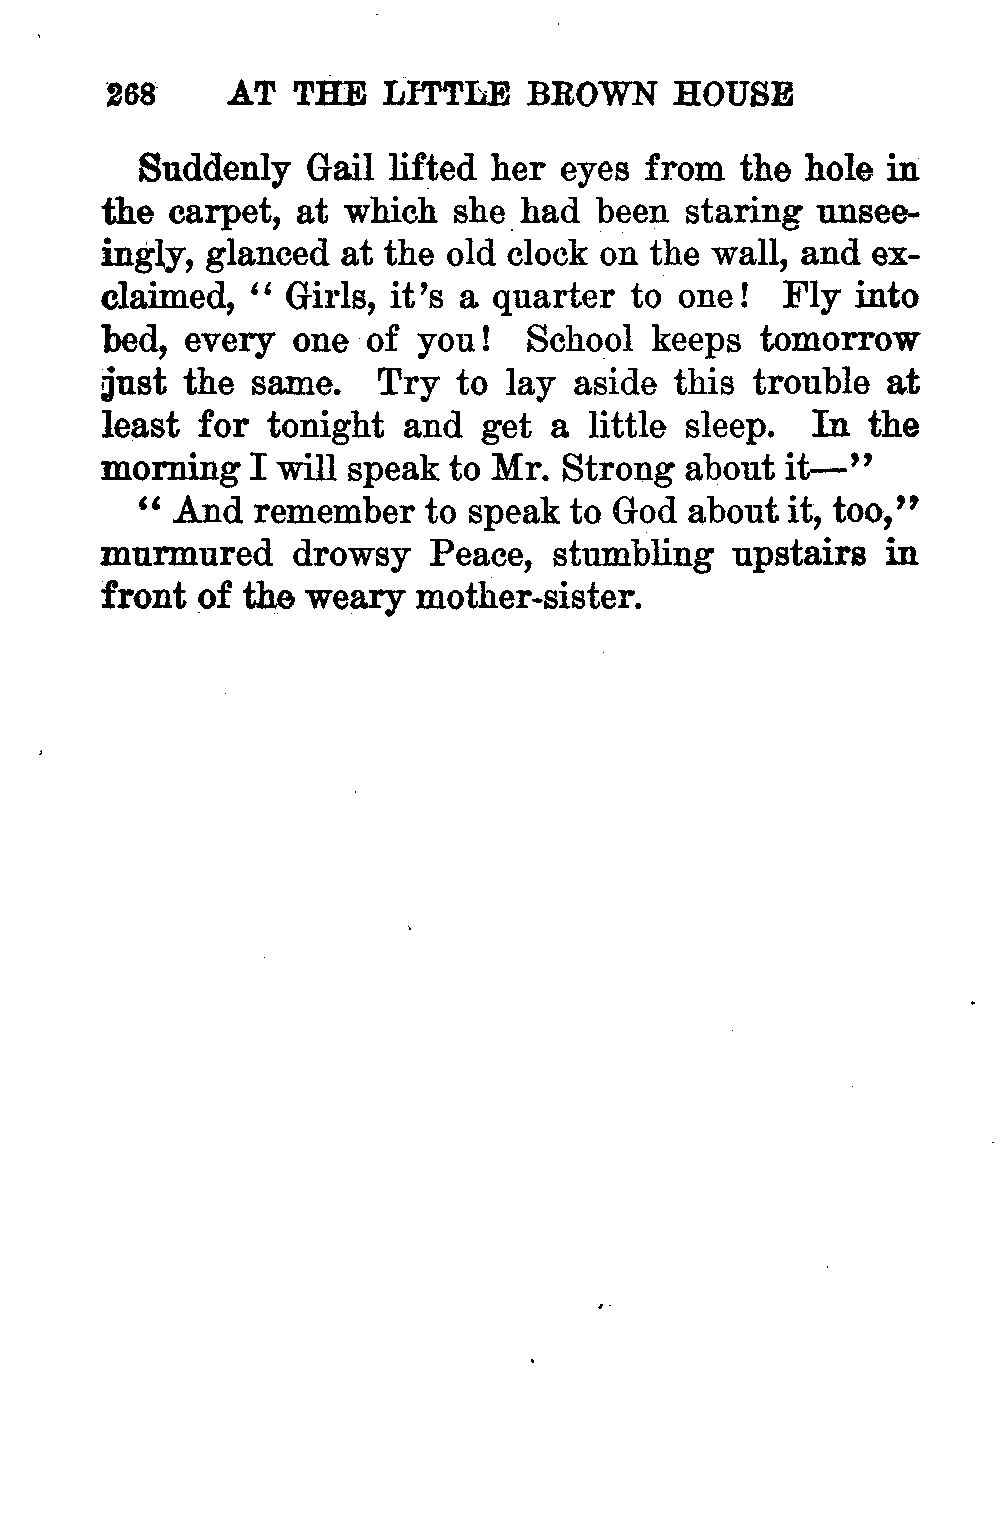 268 AT THE LITTLE BROWN HOUSE
Suddenly Gail lifted her eyes from the hole in
the carpet, at which she had been staring unsee-
ingly, glanced at the old clock on the wall, and ex-
claimed, “ Girls, it's a quarter to one! Fly into
bed, every one of you! School keeps tomorrow
just the same. Try to lay aside this trouble at
least for tonight and get a little sleep. In the
morning I will speak to Mr. Strong about it—”
“ And remember to speak to God about it, too,”
murmured drowsy Peace, stumbling upstairs in
front of the weary mother-sister.